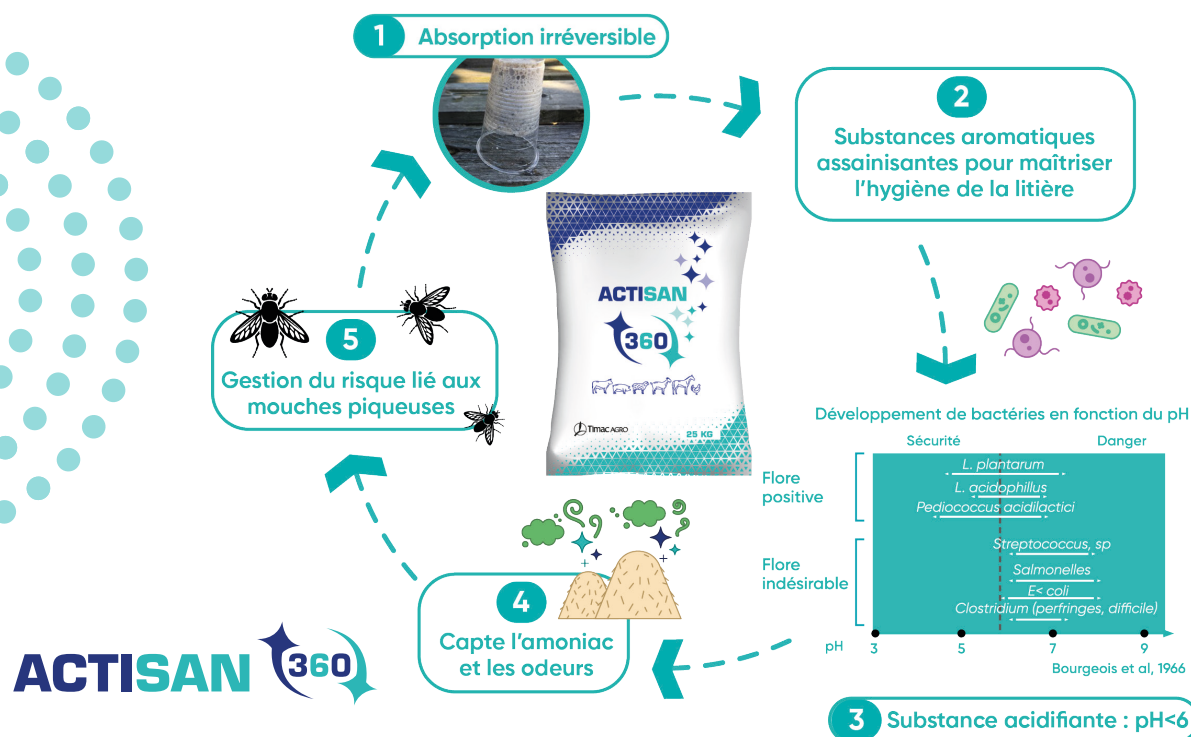 1 Absorption irréversible
2
Substances aromatiques
assainisantes pour maîtriser
l'hygiène de la litière
ACTISAN
360
Timac AGRO
25 KG
5
Gestion du risque lié aux
mouches piqueuses
Développement de bactéries en fonction du pH
Sécurité Danger
Flore
positive
L. plantarum
L. acidophillus
Pediococcus acidilactici
Flore
indésirable
Streptococcus, sp
Salmonelles
E< coli
Clostridium (perfringes, difficile)
pH 3 5 7 9
Bourgeois et al, 1966
3 Substance acidifiante : pH<6
4
Capte l'amoniac
et les odeurs
ACTISAN 360